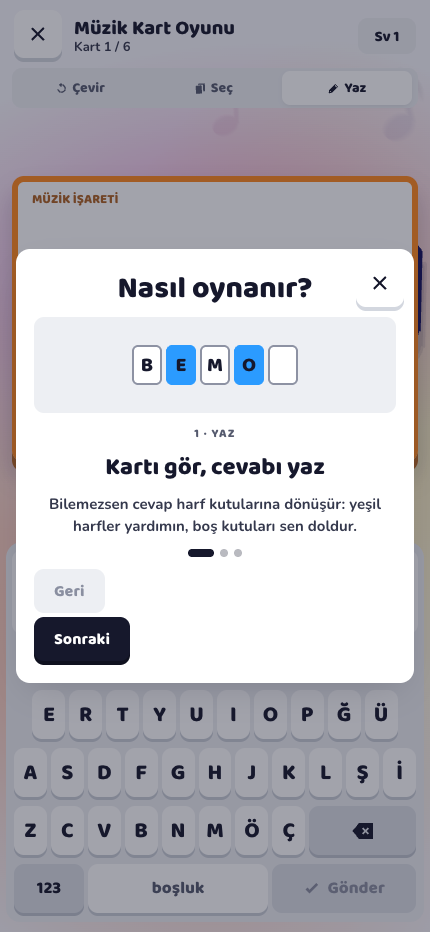 Müzik Kart Oyunu
Kart 1 / 6
Sv 1
Çevir
Seç
Yaz
MÜZİK İŞARETİ
Nasıl oynanır?
B E M O
1 · YAZ
Kartı gör, cevabı yaz
Bilemezsen cevap harf kutularına dönüşür: yeşil
harfler yardımın, boş kutuları sen doldur.
Geri
Sonraki
E R T Y U I O P Ğ Ü
A S D F G H J K L Ş İ
Z C V B N M Ö Ç
123 boşluk Gönder